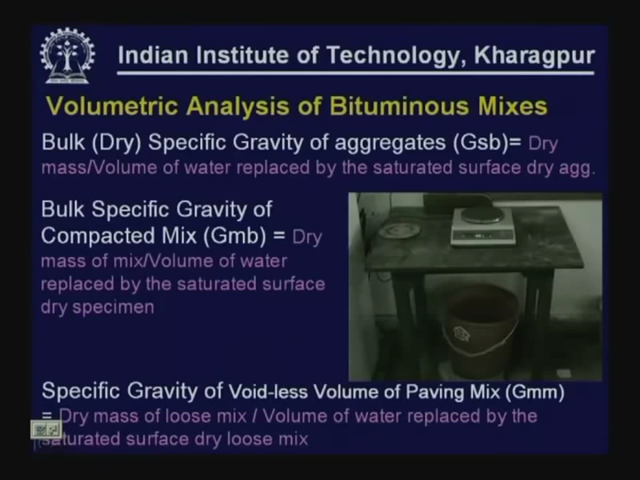 Indian Institute of Technology, Kharagpur
Volumetric Analysis of Bituminous Mixes
Bulk (Dry) Specific Gravity of aggregates (Gsb)= Dry
mass/Volume of water replaced by the saturated surface dry agg.
Bulk Specific Gravity of
Compacted Mix (Gmb) = Dry
mass of mix/Volume of water
replaced by the saturated surface
dry specimen
Specific Gravity of Void-less Volume of Paving Mix (Gmm)
= Dry mass of loose mix / Volume of water replaced by the
saturated surface dry loose mix